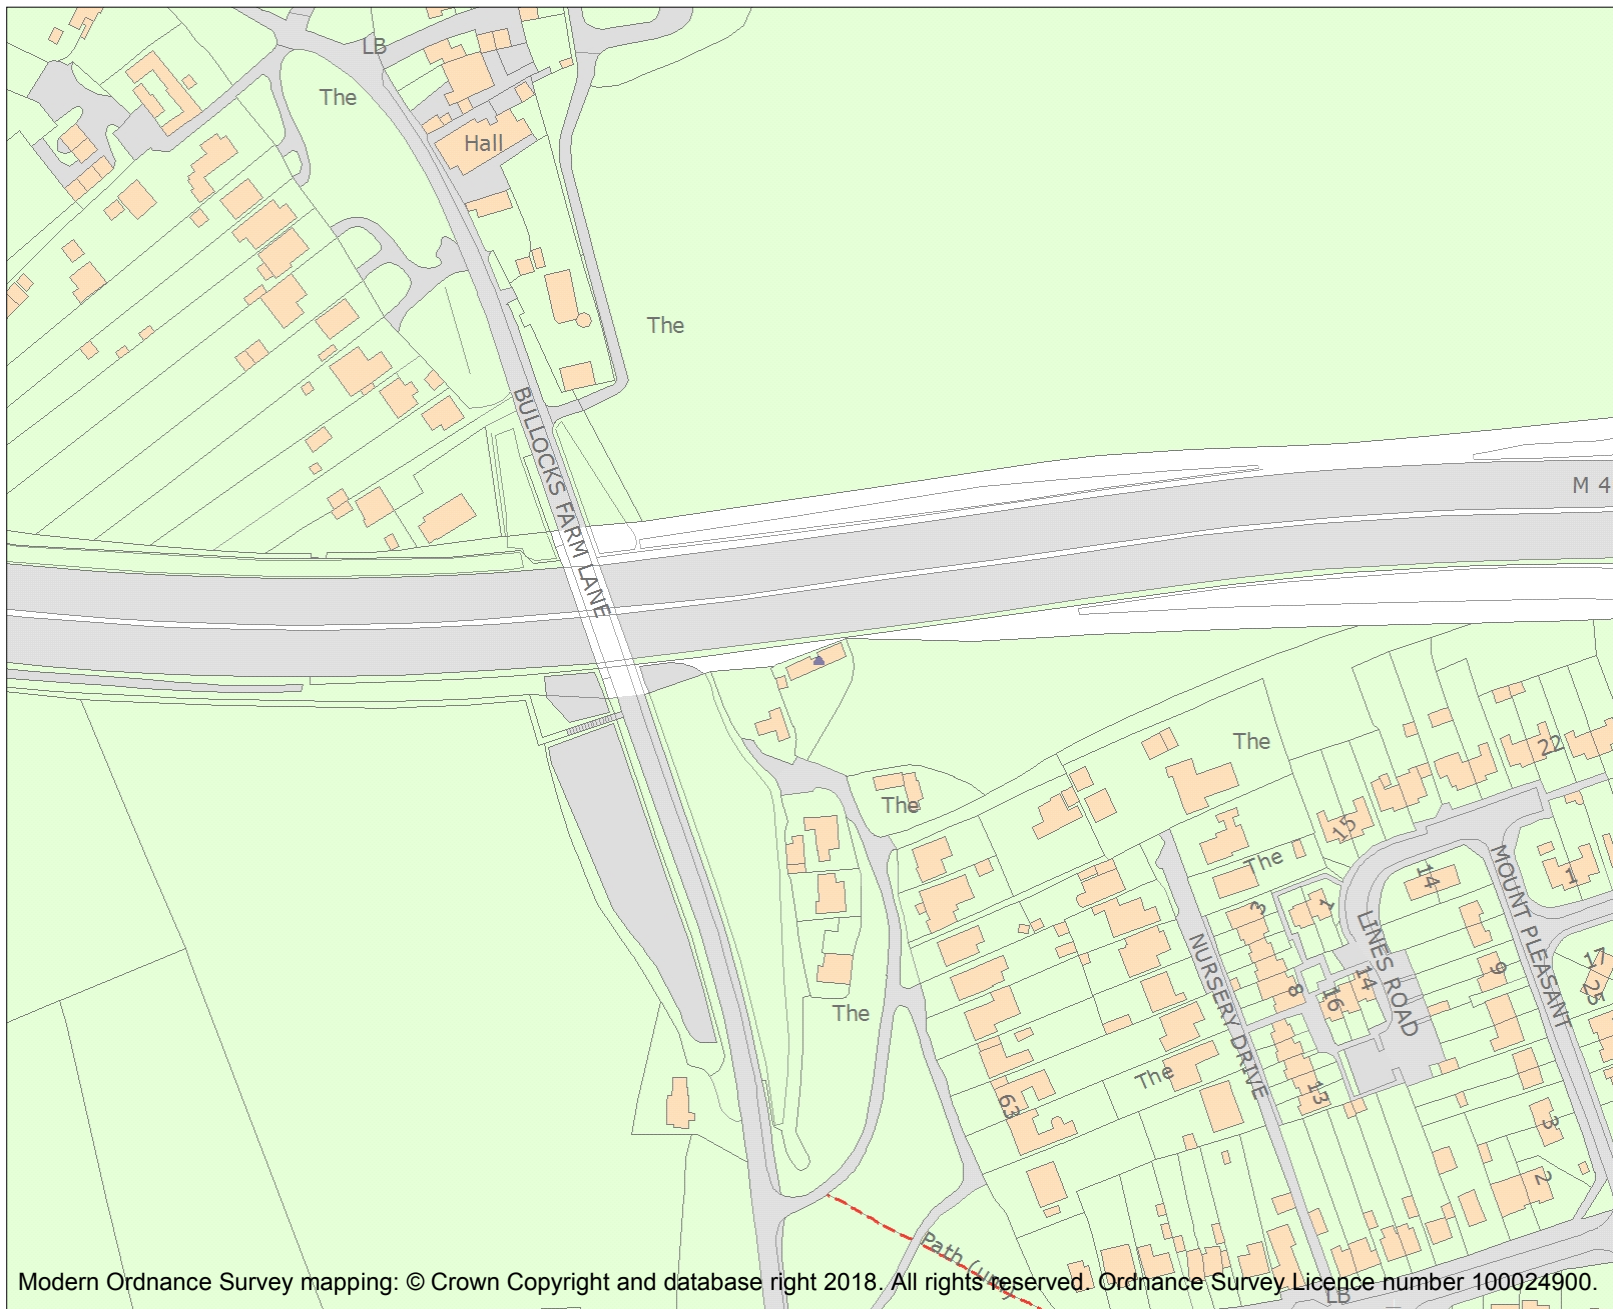 LB
The
Hall
The
BULLOCKS FARM LANE
M 4
The
22
The
15
The
14
1
MOUNT PLEASANT
3
1
LINES ROAD
NURSERY DRIVE
17
9
14
8
16
25
The
The
63
13
3
2
Path (um)
LB
Modern Ordnance Survey mapping: © Crown Copyright and database right 2018. All rights reserved. Ordnance Survey Licence number 100024900.